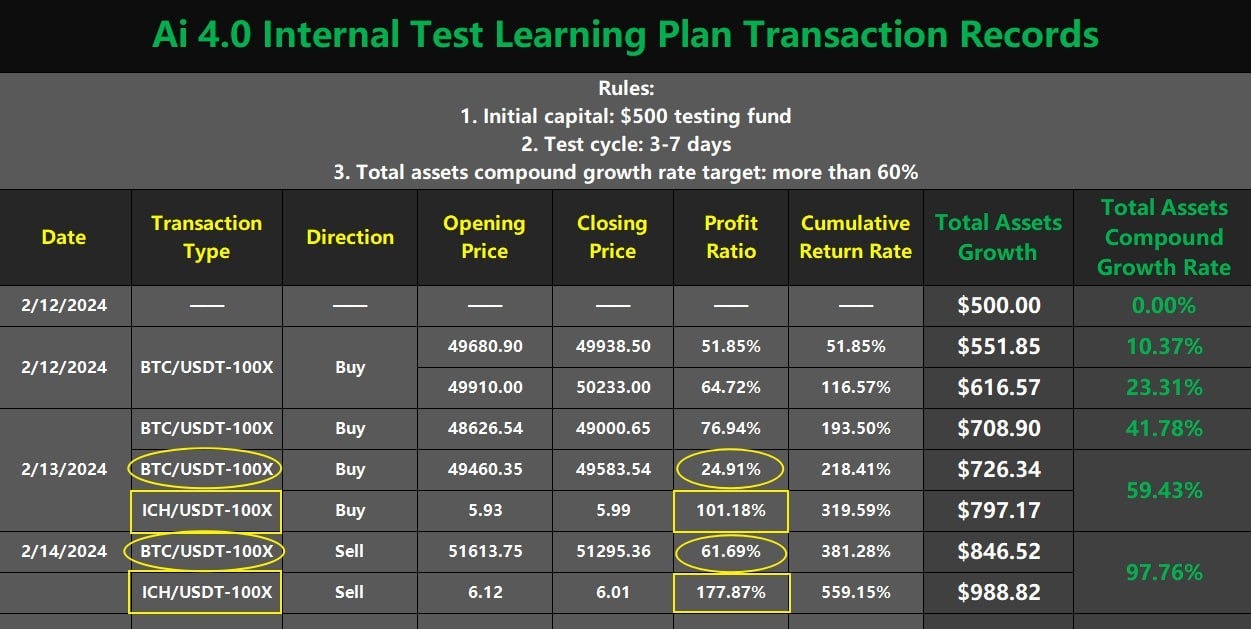 Ai 4.0 Internal Test Learning Plan Transaction Records
Rules:
1. Initial capital: $500 testing fund
2. Test cycle: 3-7 days
3. Total assets compound growth rate target: more than 60%
Date
Transaction
Type
Direction
Opening
Price
Closing
Price
Profit
Ratio
Cumulative
Return Rate
Total Assets
Growth
Total Assets
Compound
Growth Rate
2/12/2024 —— —— —— —— —— —— $500.00 0.00%
2/12/2024 BTC/USDT-100X Buy 49680.90 49938.50 51.85% 51.85% $551.85 10.37%
49910.00 50233.00 64.72% 116.57% $616.57 23.31%
2/13/2024 BTC/USDT-100X Buy 48626.54 49000.65 76.94% 193.50% $708.90 41.78%
BTC/USDT-100X Buy 49460.35 49583.54 24.91% 218.41% $726.34 59.43%
ICH/USDT-100X Buy 5.93 5.99 101.18% 319.59% $797.17
2/14/2024 BTC/USDT-100X Sell 51613.75 51295.36 61.69% 381.28% $846.52 97.76%
ICH/USDT-100X Sell 6.12 6.01 177.87% 559.15% $988.82